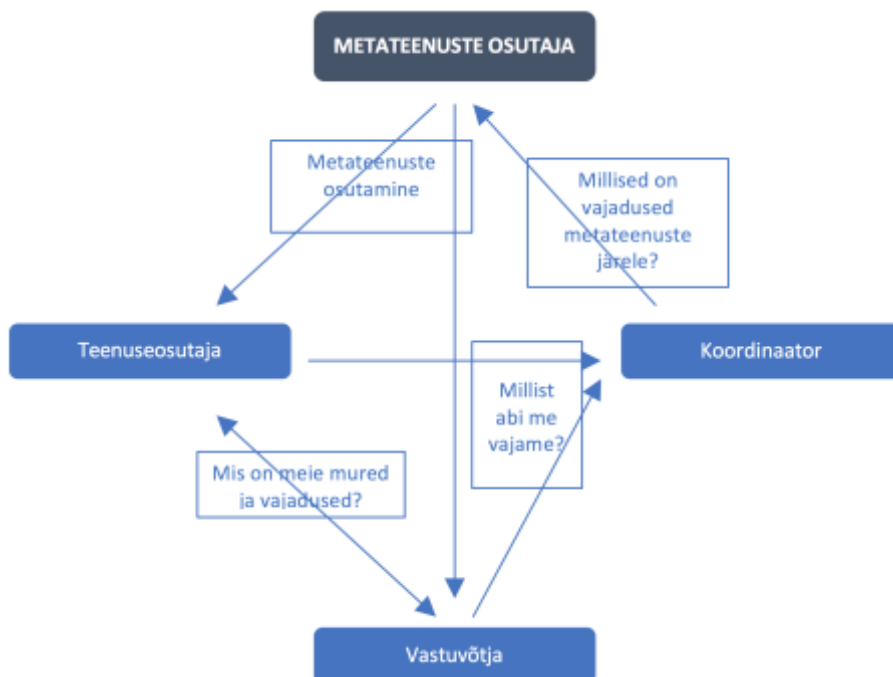 METATEENUSTE OSUTAJA
Metateenuste
osutamine
Millised on
vajadused
metateenuste
järele?
Teenuseosutaja
Koordinaator
Millist
abi me
vajame?
Mis on meie mured
ja vajadused?
Vastuvõtja